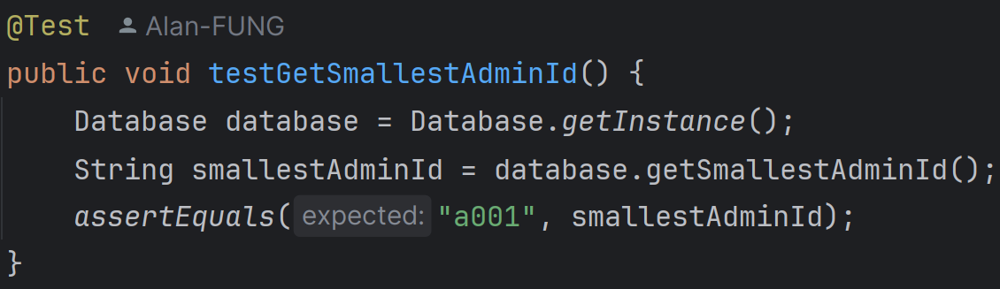 @Test Alan-FUNG
public void testGetSmallestAdminId() {
    Database database = Database.getInstance();
    String smallestAdminId = database.getSmallestAdminId();
    assertEquals( expected: "a001", smallestAdminId);
}